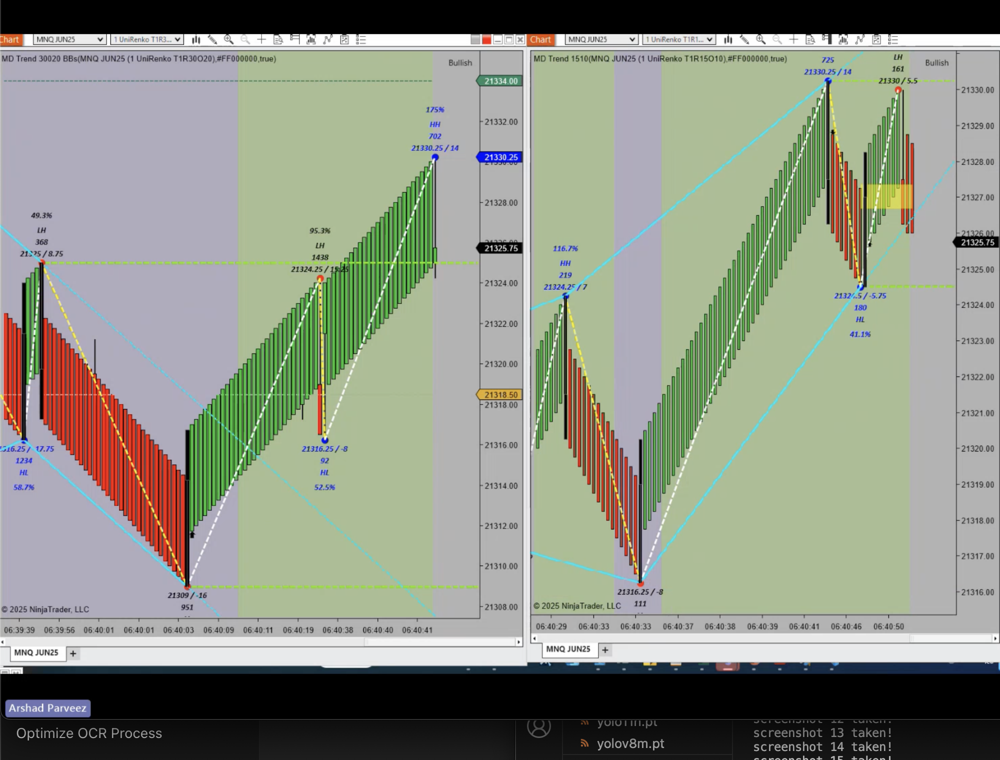 Chart
MNQ JUN25
1 UniRenko T1R3...
MD Trend 30020 BBs(MNQ JUN25 (1 UniRenko T1R30O20),#FF000000,true)
Bullish
21334.00
21332.00
21330.25
21328.00
21325.75
21324.00
21322.00
21320.00
21318.50
21318.00
21316.00
21314.00
21312.00
21310.00
21308.00
175%
HH
702
21330.25 / 14
49.3%
LH
368
21325 / 8.75
95.3%
LH
1438
21324.25 /
1234
HL
58.7%
21316.25 / -8
92
HL
52.5%
21309 / -16
951
© 2025 NinjaTrader, LLC
06:39:39
06:39:56
06:40:01
06:40:01
06:40:03
06:40:09
06:40:11
06:40:19
06:40:38
06:40:40
06:40:41
MNQ JUN25
+
Chart
MNQ JUN25
1 UniRenko T1R1...
MD Trend 1510(MNQ JUN25 (1 UniRenko T1R15O10),#FF000000,true)
Bullish
725
21330.25 / 14
LH
161
21330 / 5.5
116.7%
HH
219
21324.25 / 7
21324.5 / -5.75
180
HL
41.1%
21316.25 / -8
111
21330.00
21329.00
21328.00
21327.00
21326.00
21325.75
21325.00
21324.00
21323.00
21322.00
21321.00
21320.00
21319.00
21318.00
21317.00
21316.00
© 2025 NinjaTrader, LLC
06:40:29
06:40:33
06:40:37
06:40:38
06:40:41
06:40:41
06:40:46
06:40:50
MNQ JUN25
+
Arshad Parveez
Optimize OCR Process
yolo11n.pt
yolov8m.pt
screenshot 12 taken!
screenshot 13 taken!
screenshot 14 taken!
screenshot 15 taken!